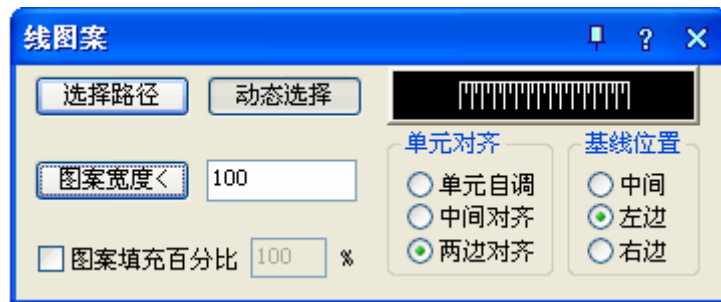 线图案 ? ×
选择路径 动态选择
图案宽度< 100
图案填充百分比 100 %
单元对齐
单元自调
中间对齐
两边对齐
基线位置
中间
左边
右边